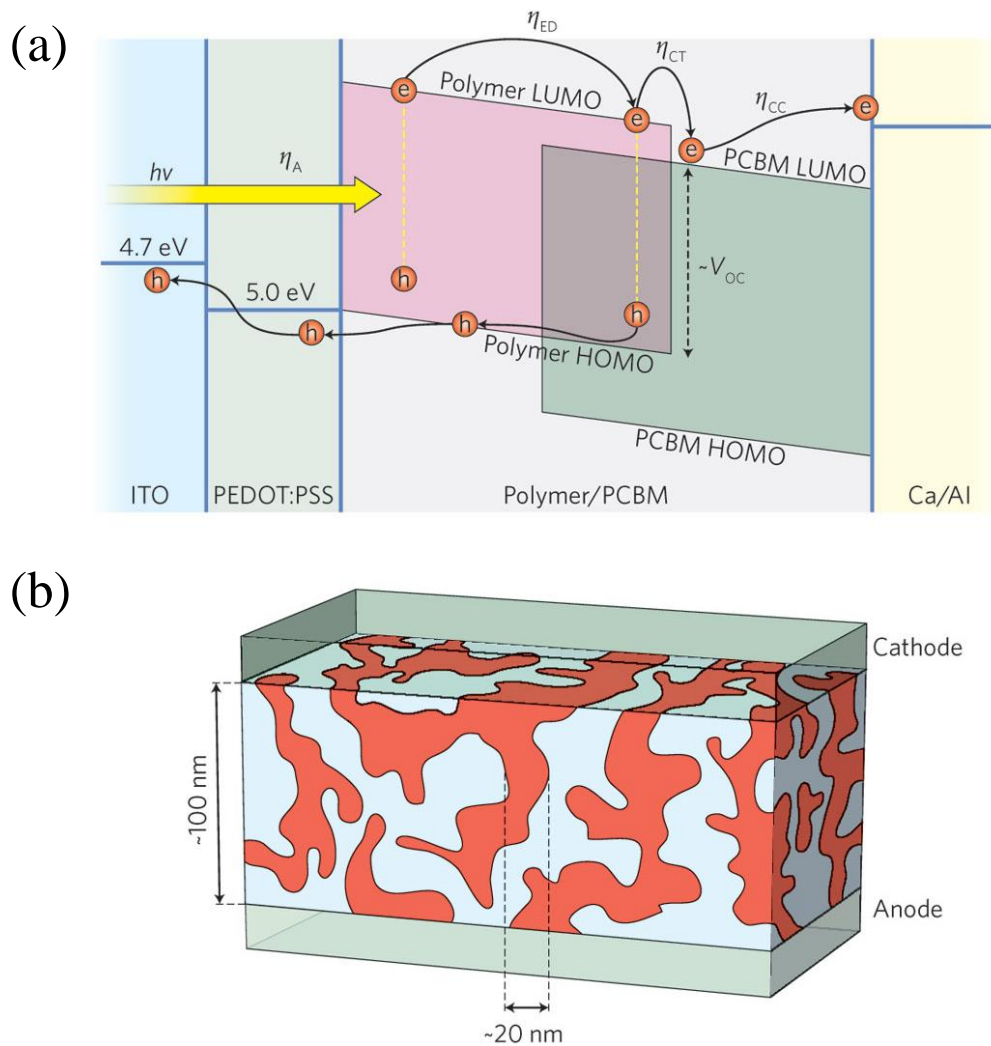 (a)
ηED
ηCT
ηCC
Polymer LUMO
e
e
e
e
PCBM LUMO
hν
ηA
~VOC
4.7 eV
h
h
5.0 eV
h
h
h
Polymer HOMO
PCBM HOMO
ITO
PEDOT:PSS
Polymer/PCBM
Ca/Al
(b)
Cathode
~100 nm
Anode
~20 nm